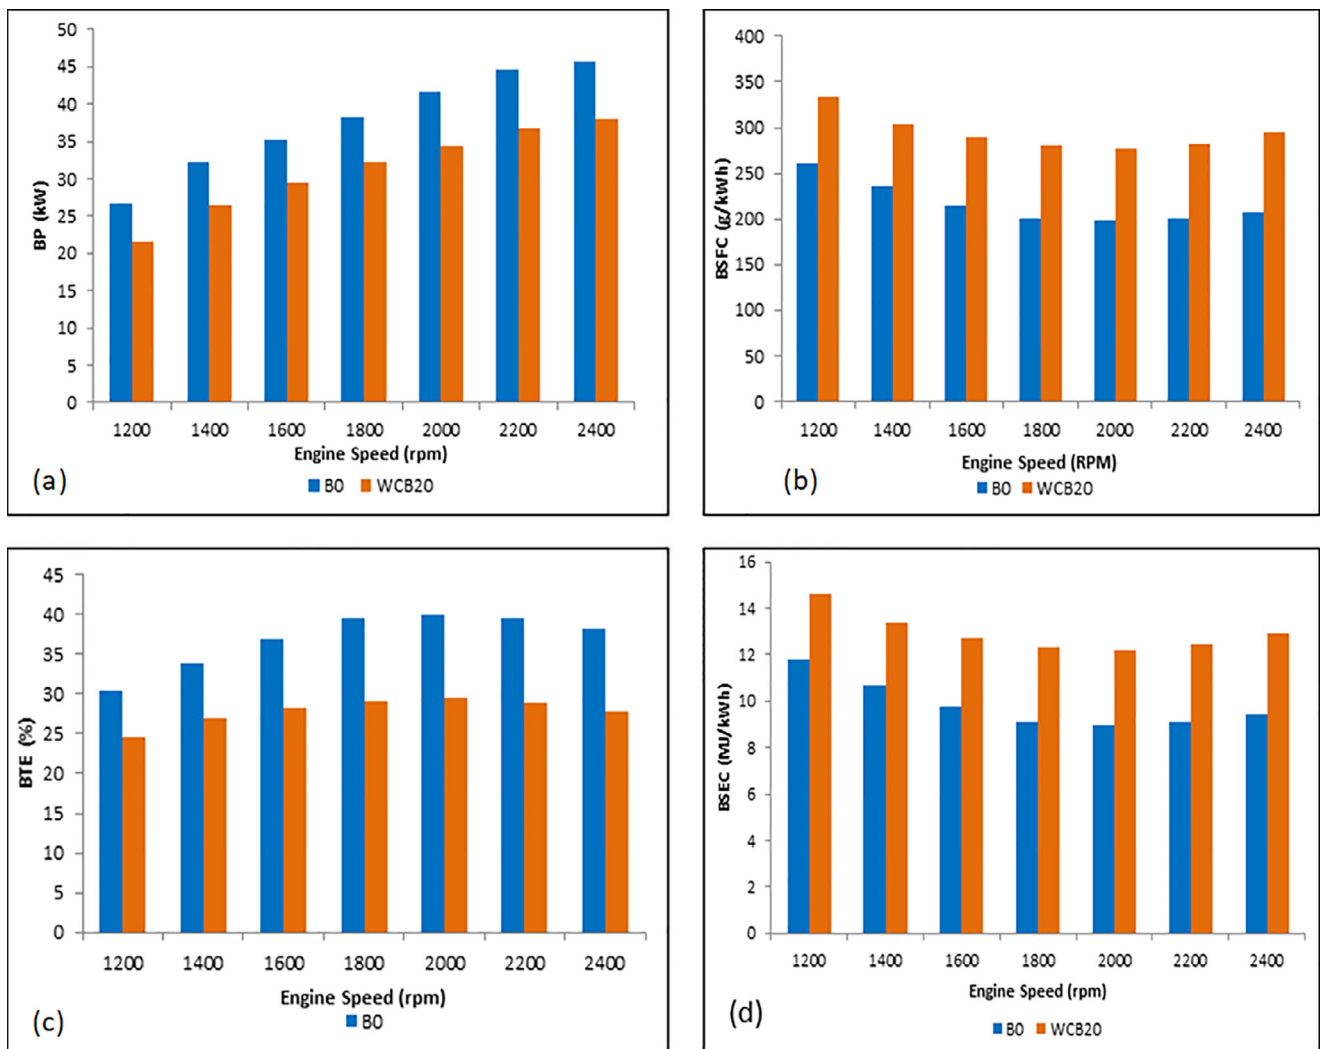 50
45
40
35
30
25
20
15
10
5
0
BP (kW)
1200 1400 1600 1800 2000 2200 2400
Engine Speed (rpm)
(a)
B0 WCB20
400
350
300
250
200
150
100
50
0
BSFC (g/kWh)
1200 1400 1600 1800 2000 2200 2400
Engine Speed (RPM)
(b)
B0 WCB20
45
40
35
30
25
20
15
10
5
0
BTE (%)
1200 1400 1600 1800 2000 2200 2400
Engine Speed (rpm)
(c)
B0
16
14
12
10
8
6
4
2
0
BSEC (MJ/kWh)
1200 1400 1600 1800 2000 2200 2400
Engine Speed (rpm)
(d)
B0 WCB20